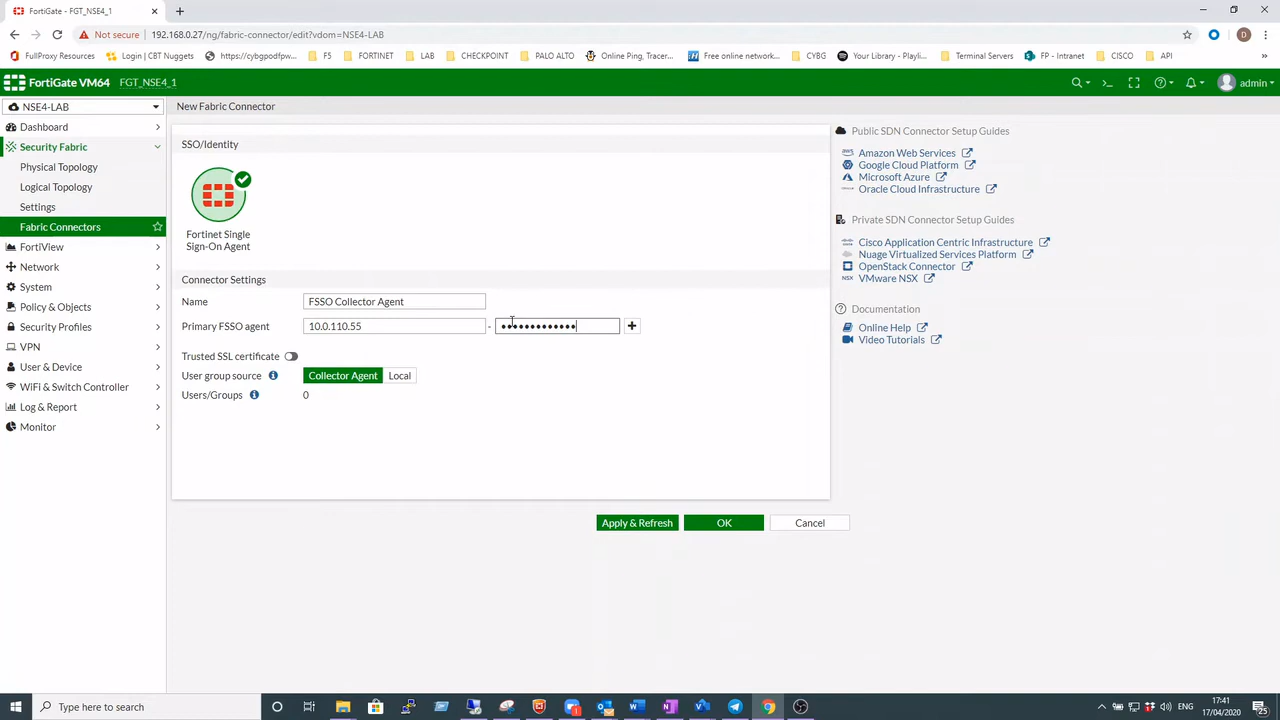 FortiGate - FGT_NSE4_1
Not secure | 192.168.0.27/ng/fabric-connector/edit?vdom=NSE4-LAB
FullProxy Resources
Login | CBT Nuggets
https://cybgpodfpw...
F5
FORTINET
LAB
CHECKPOINT
PALO ALTO
Online Ping, Tracer...
Free online network...
CYBG
Your Library - Playli...
Terminal Servers
FP - Intranet
CISCO
API
FortiGate VM64
FGT_NSE4_1
admin
NSE4-LAB
Dashboard
Security Fabric
Physical Topology
Logical Topology
Settings
Fabric Connectors
FortiView
Network
System
Policy & Objects
Security Profiles
VPN
User & Device
WiFi & Switch Controller
Log & Report
Monitor
New Fabric Connector
SSO/Identity
Fortinet Single
Sign-On Agent
Connector Settings
Name
FSSO Collector Agent
Primary FSSO agent
10.0.110.55
-
•••••••••••••
Trusted SSL certificate
User group source
Collector Agent
Local
Users/Groups
0
Apply & Refresh
OK
Cancel
Public SDN Connector Setup Guides
Amazon Web Services
Google Cloud Platform
Microsoft Azure
Oracle Cloud Infrastructure
Private SDN Connector Setup Guides
Cisco Application Centric Infrastructure
Nuage Virtualized Services Platform
OpenStack Connector
VMware NSX
Documentation
Online Help
Video Tutorials
Type here to search
ENG
17:41
17/04/2020
25